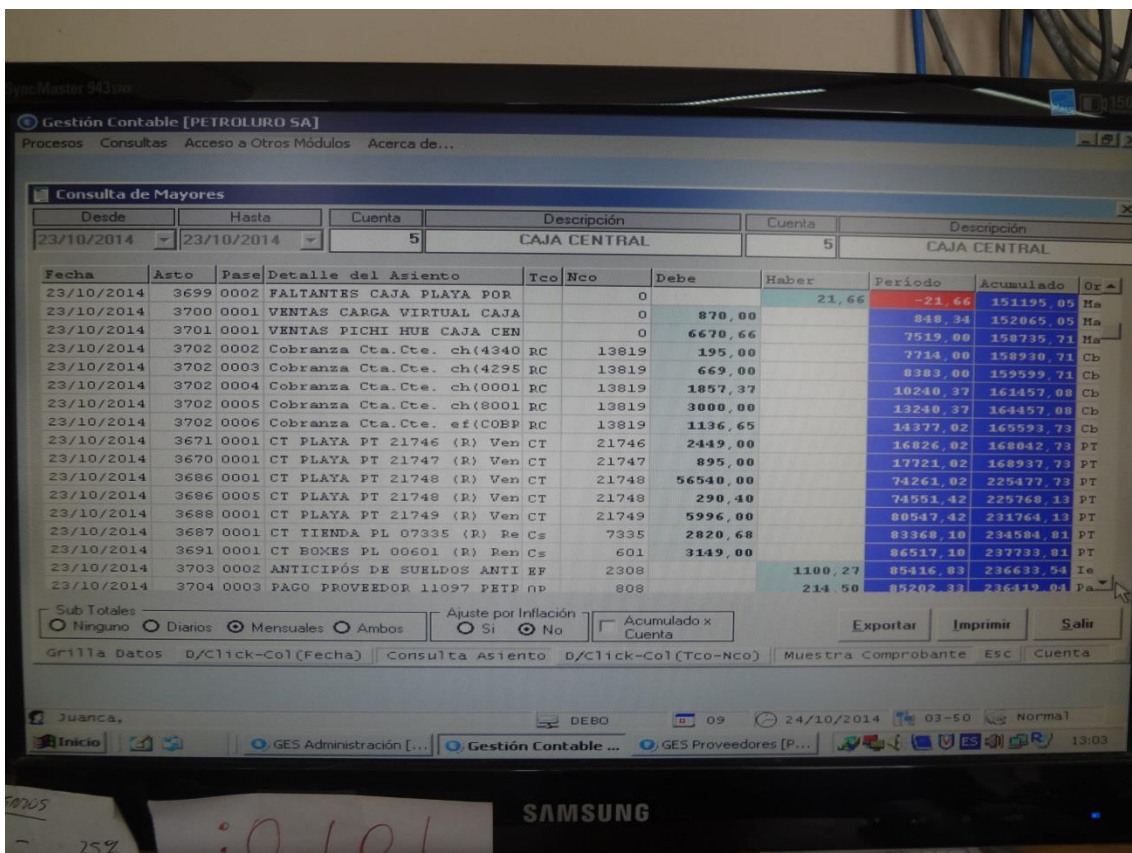 SyncMaster 943
Gestión Contable [PETROLURO SA]
Procesos Consultas Acceso a Otros Módulos Acerca de...
Consulta de Mayores
Desde Hasta Cuenta Descripción Cuenta Descripción
23/10/2014 23/10/2014 5 CAJA CENTRAL 5 CAJA CENTRAL
Fecha Asto Pase Detalle del Asiento Tco Nco Debe Haber Período Acumulado Or
23/10/2014 3699 0002 FALTANTES CAJA PLAYA POR 0 21,66 -21,66 151195,05 Ma
23/10/2014 3700 0001 VENTAS CARGA VIRTUAL CAJA 0 870,00 848,34 152065,05 Ma
23/10/2014 3701 0001 VENTAS PICHI HUE CAJA CEN 0 6670,66 7519,00 158735,71 Ma
23/10/2014 3702 0002 Cobranza Cta.Cte. ch(4340 RC 13819 195,00 7714,00 158930,71 Cb
23/10/2014 3702 0003 Cobranza Cta.Cte. ch(4295 RC 13819 669,00 8383,00 159599,71 Cb
23/10/2014 3702 0004 Cobranza Cta.Cte. ch(0001 RC 13819 1857,37 10240,37 161457,08 Cb
23/10/2014 3702 0005 Cobranza Cta.Cte. ch(8001 RC 13819 3000,00 13240,37 164457,08 Cb
23/10/2014 3702 0006 Cobranza Cta.Cte. ef(COBR RC 13819 1136,65 14377,02 165593,73 Cb
23/10/2014 3671 0001 CT PLAYA PT 21746 (R) Ven CT 21746 2449,00 16826,02 168042,73 PT
23/10/2014 3670 0001 CT PLAYA PT 21747 (R) Ven CT 21747 895,00 17721,02 168937,73 PT
23/10/2014 3686 0001 CT PLAYA PT 21748 (R) Ven CT 21748 56540,00 74261,02 225477,73 PT
23/10/2014 3686 0005 CT PLAYA PT 21748 (R) Ven CT 21748 290,40 74551,42 225768,13 PT
23/10/2014 3688 0001 CT PLAYA PT 21749 (R) Ven CT 21749 5996,00 80547,42 231764,13 PT
23/10/2014 3687 0001 CT TIENDA PL 07335 (R) Re Cs 7335 2820,68 83368,10 234584,81 PT
23/10/2014 3691 0001 CT BOXES PL 00601 (R) Ren Cs 601 3149,00 86517,10 237733,81 PT
23/10/2014 3703 0002 ANTICIPÓS DE SUELDOS ANTI EF 2308 1100,27 85416,83 236633,54 Ie
23/10/2014 3704 0003 PAGO PROVEEDOR 11097 PETR OP 808 214,50 85202,33 236419,04 Pa
Sub Totales Ajuste por Inflación
Ninguno Diarios Mensuales Ambos Si No Acumulado x Cuenta Exportar Imprimir Salir
Grilla Datos D/Click-Col(Fecha) Consulta Asiento D/Click-Col(Tco-Nco) Muestra Comprobante Esc Cuenta
Juanca, DEBO 09 24/10/2014 03-50 Normal
Inicio GES Administración [... Gestión Contable ... GES Proveedores [P... ES 13:03
SAMSUNG